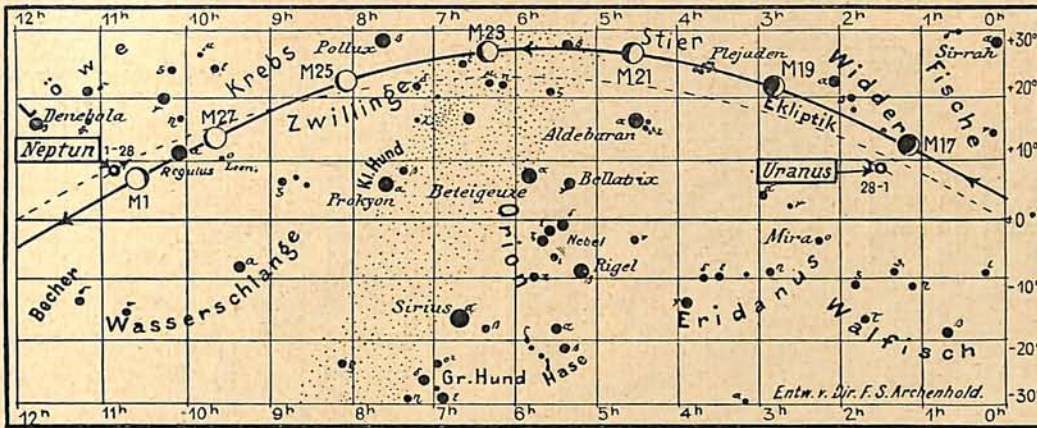 12h 11h 10h 9h 8h 7h 6h 5h 4h 3h 2h 1h 0h
+30° +20° +10° 0 -10° -20° -30°
Löwe
Krebs
Zwillinge
Stier
Widder
Fische
Pollux
M25
M23
M21
Plejuden
M19
Sirrah
Denebola
M27
Ekliptik
M17
Aldebaran
Neptun
1-28
Regulus
Leon.
M1
Kl. Hund
Prokyon
Beteigeuze
Bellatrix
Uranus
28-1
Orion
Nebel
Rigel
Mira
Becher
Wasserschlange
Sirius
Eridanus
Walfisch
Gr. Hund
Hase
Entw. v. Dir. F. S. Archenhold.
12h 11h 10h 9h 8h 7h 6h 5h 4h 3h 2h 1h 0h